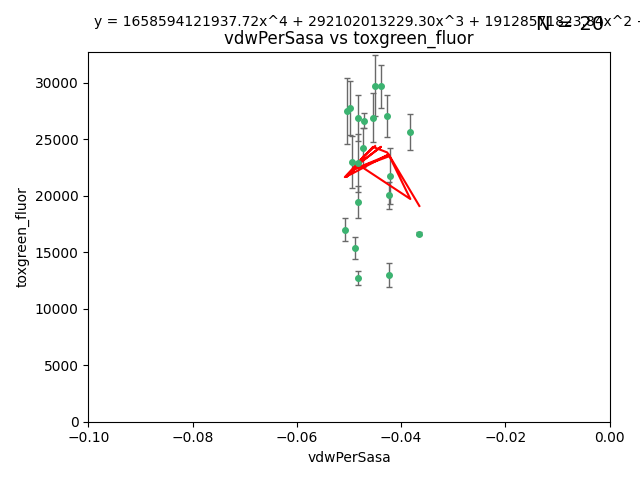 y = 1658594121937.72x^4 + 292102013229.30x^3 +
N = 20
vdwPerSasa vs toxgreen_fluor
toxgreen_fluor
30000
25000
20000
15000
10000
5000
0
−0.10
−0.08
−0.06
−0.04
−0.02
0.00
vdwPerSasa